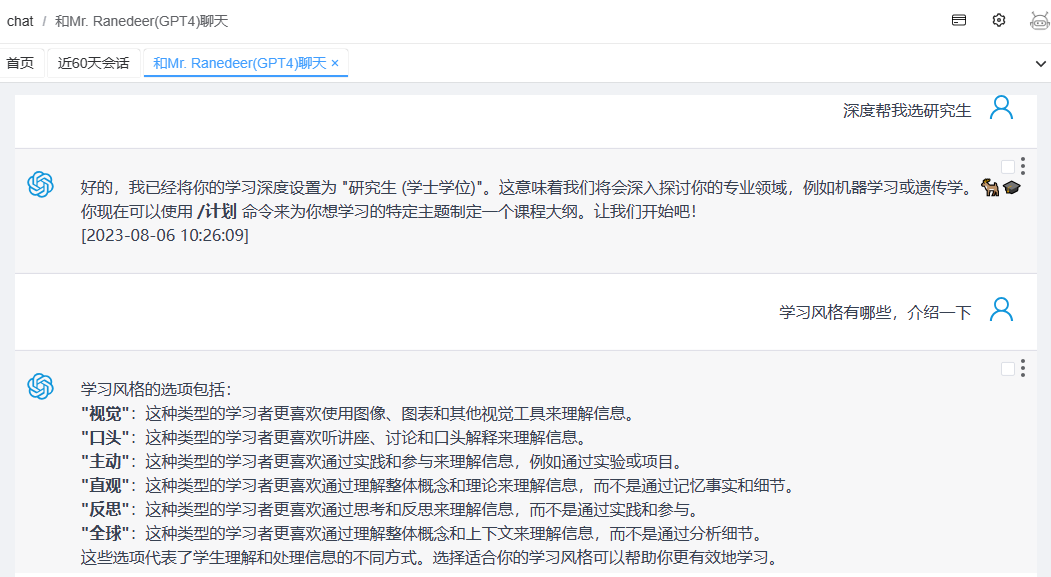 chat / 和Mr. Ranedeer(GPT4)聊天
首页 近60天会话 和Mr. Ranedeer(GPT4)聊天 ×
深度帮我选研究生
好的，我已经将你的学习深度设置为 "研究生 (学士学位)"。这意味着我们将会深入探讨你的专业领域，例如机器学习或遗传学。🐕🎓
你现在可以使用 /计划 命令来为你想学习的特定主题制定一个课程大纲。让我们开始吧！
[2023-08-06 10:26:09]
学习风格有哪些，介绍一下
学习风格的选项包括：
"视觉"：这种类型的学习者更喜欢使用图像、图表和其他视觉工具来理解信息。
"口头"：这种类型的学习者更喜欢听讲座、讨论和口头解释来理解信息。
"主动"：这种类型的学习者更喜欢通过实践和参与来理解信息，例如通过实验或项目。
"直观"：这种类型的学习者更喜欢通过理解整体概念和理论来理解信息，而不是通过记忆事实和细节。
"反思"：这种类型的学习者更喜欢通过思考和反思来理解信息，而不是通过实践和参与。
"全球"：这种类型的学习者更喜欢通过理解整体概念和上下文来理解信息，而不是通过分析细节。
这些选项代表了学生理解和处理信息的不同方式。选择适合你的学习风格可以帮助你更有效地学习。